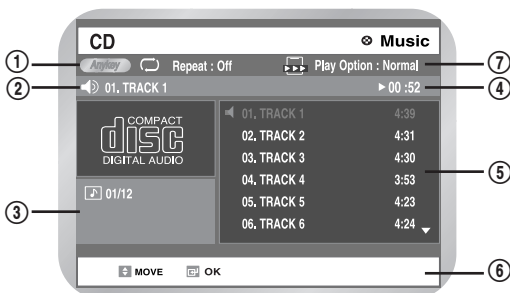 CD Music
① Anykey Repeat : Off Play Option : Normal ⑦
② 01. TRACK 1 00 :52 ④
COMPACT
disc
DIGITAL AUDIO
01. TRACK 1 4:39
02. TRACK 2 4:31
03. TRACK 3 4:30
04. TRACK 4 3:53
05. TRACK 5 4:23
06. TRACK 6 4:24
⑤
③ 01/12
MOVE OK ⑥